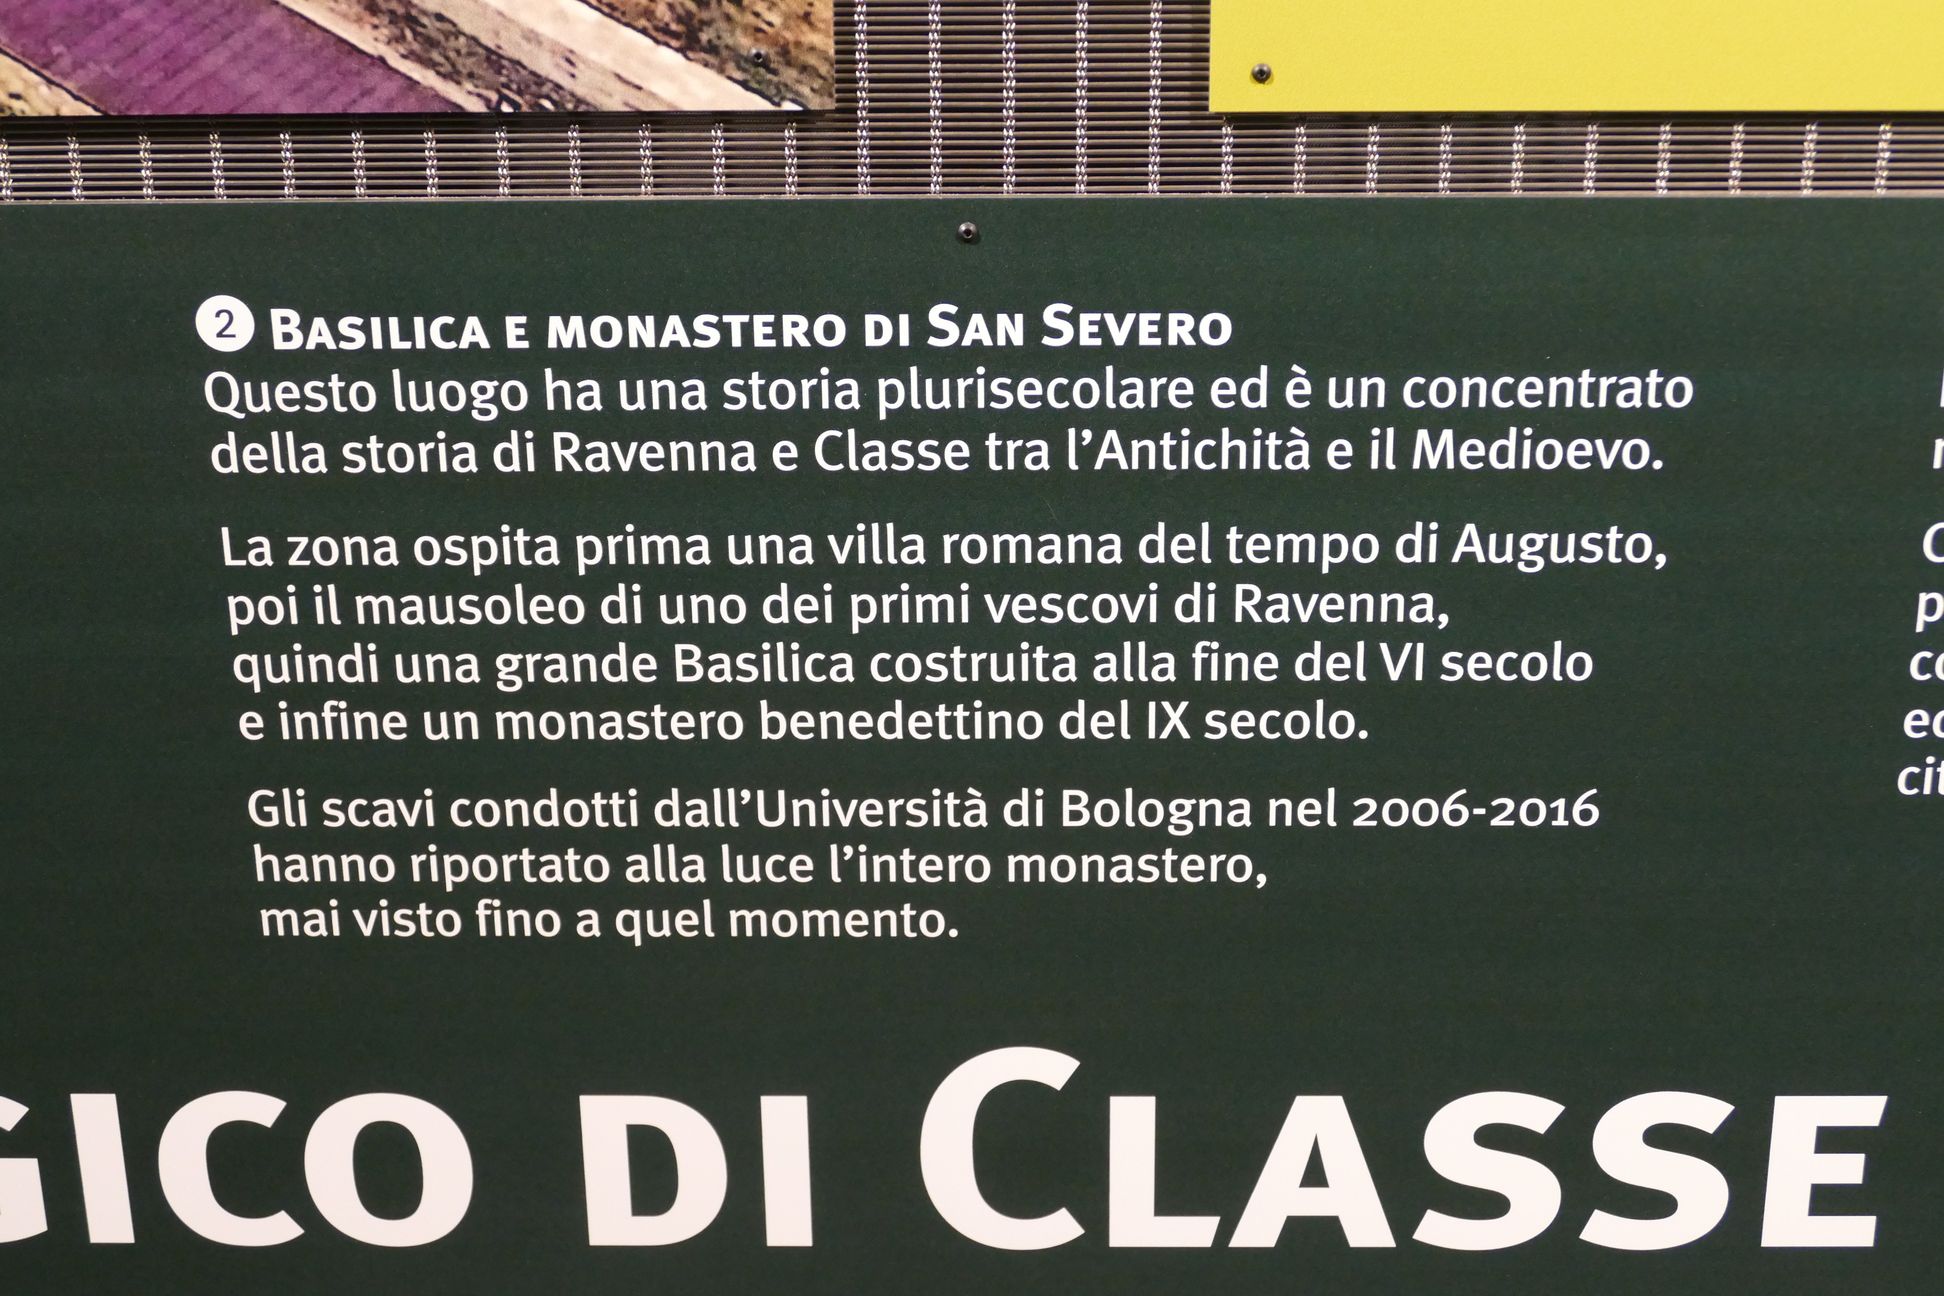 2 Basilica e monastero di San Severo
Questo luogo ha una storia plurisecolare ed è un concentrato
della storia di Ravenna e Classe tra l’Antichità e il Medioevo.
La zona ospita prima una villa romana del tempo di Augusto,
poi il mausoleo di uno dei primi vescovi di Ravenna,
quindi una grande Basilica costruita alla fine del VI secolo
e infine un monastero benedettino del IX secolo.
Gli scavi condotti dall’Università di Bologna nel 2006-2016
hanno riportato alla luce l’intero monastero,
mai visto fino a quel momento.
gico di Classe